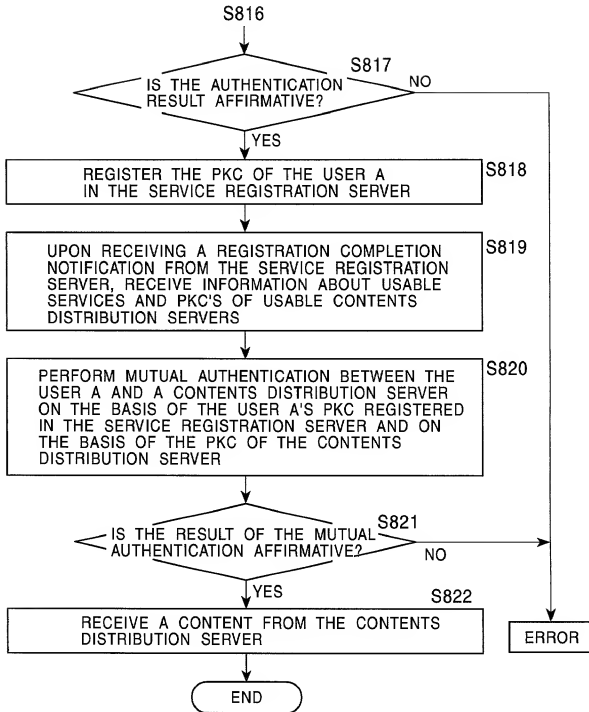 S816
S817
IS THE AUTHENTICATION
RESULT AFFIRMATIVE?
NO
YES
S818
REGISTER THE PKC OF THE USER A
IN THE SERVICE REGISTRATION SERVER
S819
UPON RECEIVING A REGISTRATION COMPLETION
NOTIFICATION FROM THE SERVICE REGISTRATION
SERVER, RECEIVE INFORMATION ABOUT USABLE
SERVICES AND PKC'S OF USABLE CONTENTS
DISTRIBUTION SERVERS
S820
PERFORM MUTUAL AUTHENTICATION BETWEEN THE
USER A AND A CONTENTS DISTRIBUTION SERVER
ON THE BASIS OF THE USER A'S PKC REGISTERED
IN THE SERVICE REGISTRATION SERVER AND ON
THE BASIS OF THE PKC OF THE CONTENTS
DISTRIBUTION SERVER
S821
IS THE RESULT OF THE MUTUAL
AUTHENTICATION AFFIRMATIVE?
NO
YES
S822
RECEIVE A CONTENT FROM THE CONTENTS
DISTRIBUTION SERVER
ERROR
END